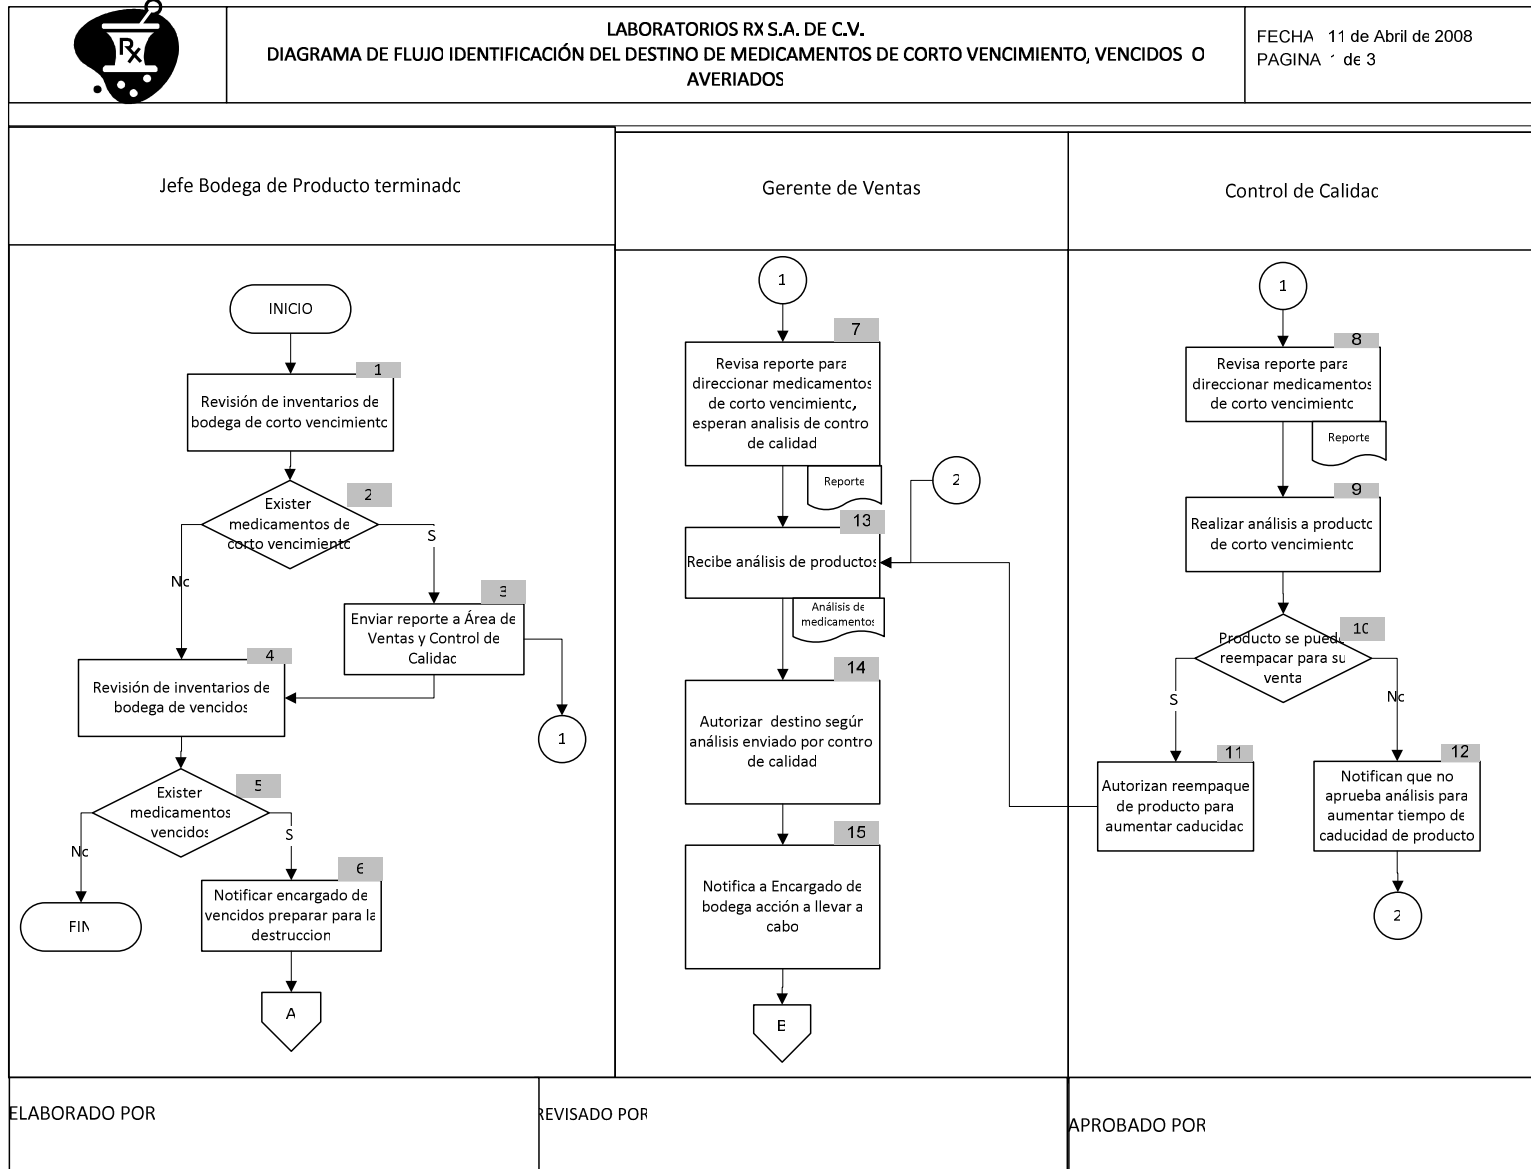 Rx
LABORATORIOS RX S.A. DE C.V.
DIAGRAMA DE FLUJO IDENTIFICACIÓN DEL DESTINO DE MEDICAMENTOS DE CORTO VENCIMIENTO, VENCIDOS O
AVERIADOS
FECHA 11 de Abril de 2008
PAGINA 1 de 3
Jefe Bodega de Producto terminado
Gerente de Ventas
Control de Calidad
INICIO
1
Revisión de inventarios de
bodega de corto vencimiento
2
Existen
medicamentos de
corto vencimiento
S
No
3
Enviar reporte a Área de
Ventas y Control de
Calidad
4
Revisión de inventarios de
bodega de vencidos
1
5
Existen
medicamentos
vencidos
No
S
6
Notificar encargado de
vencidos preparar para la
destruccion
FIN
A
1
7
Revisa reporte para
direccionar medicamentos
de corto vencimiento,
esperan analisis de contro
de calidad
Reporte
2
13
Recibe análisis de productos
Análisis de
medicamentos
14
Autorizar destino según
análisis enviado por contro
de calidad
15
Notifica a Encargado de
bodega acción a llevar a
cabo
B
1
8
Revisa reporte para
direccionar medicamentos
de corto vencimiento
Reporte
9
Realizar análisis a producto
de corto vencimiento
10
Producto se puede
reempacar para su
venta
S
No
11
Autorizan reempaque
de producto para
aumentar caducidad
12
Notifican que no
aprueba análisis para
aumentar tiempo de
caducidad de producto
2
ELABORADO POR
REVISADO POR
APROBADO POR